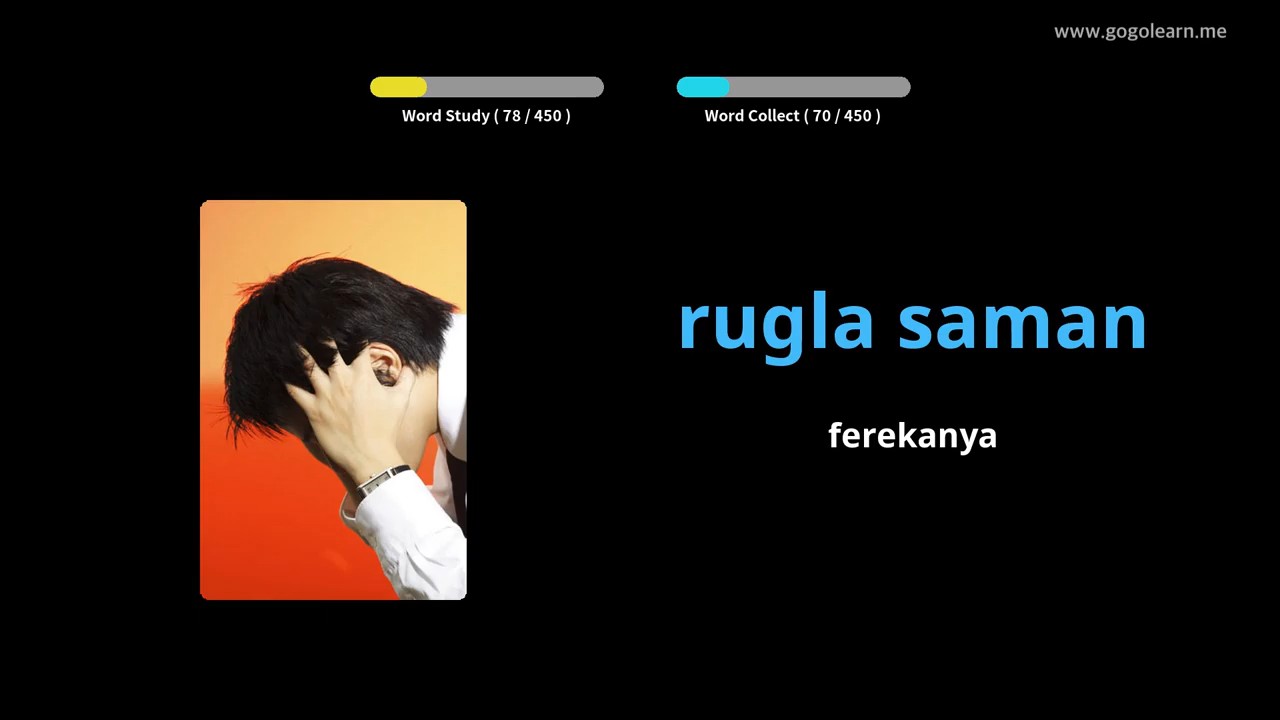 www.gogolearn.me
Word Study ( 78 / 450 )
Word Collect ( 70 / 450 )
rugla saman
ferekanya